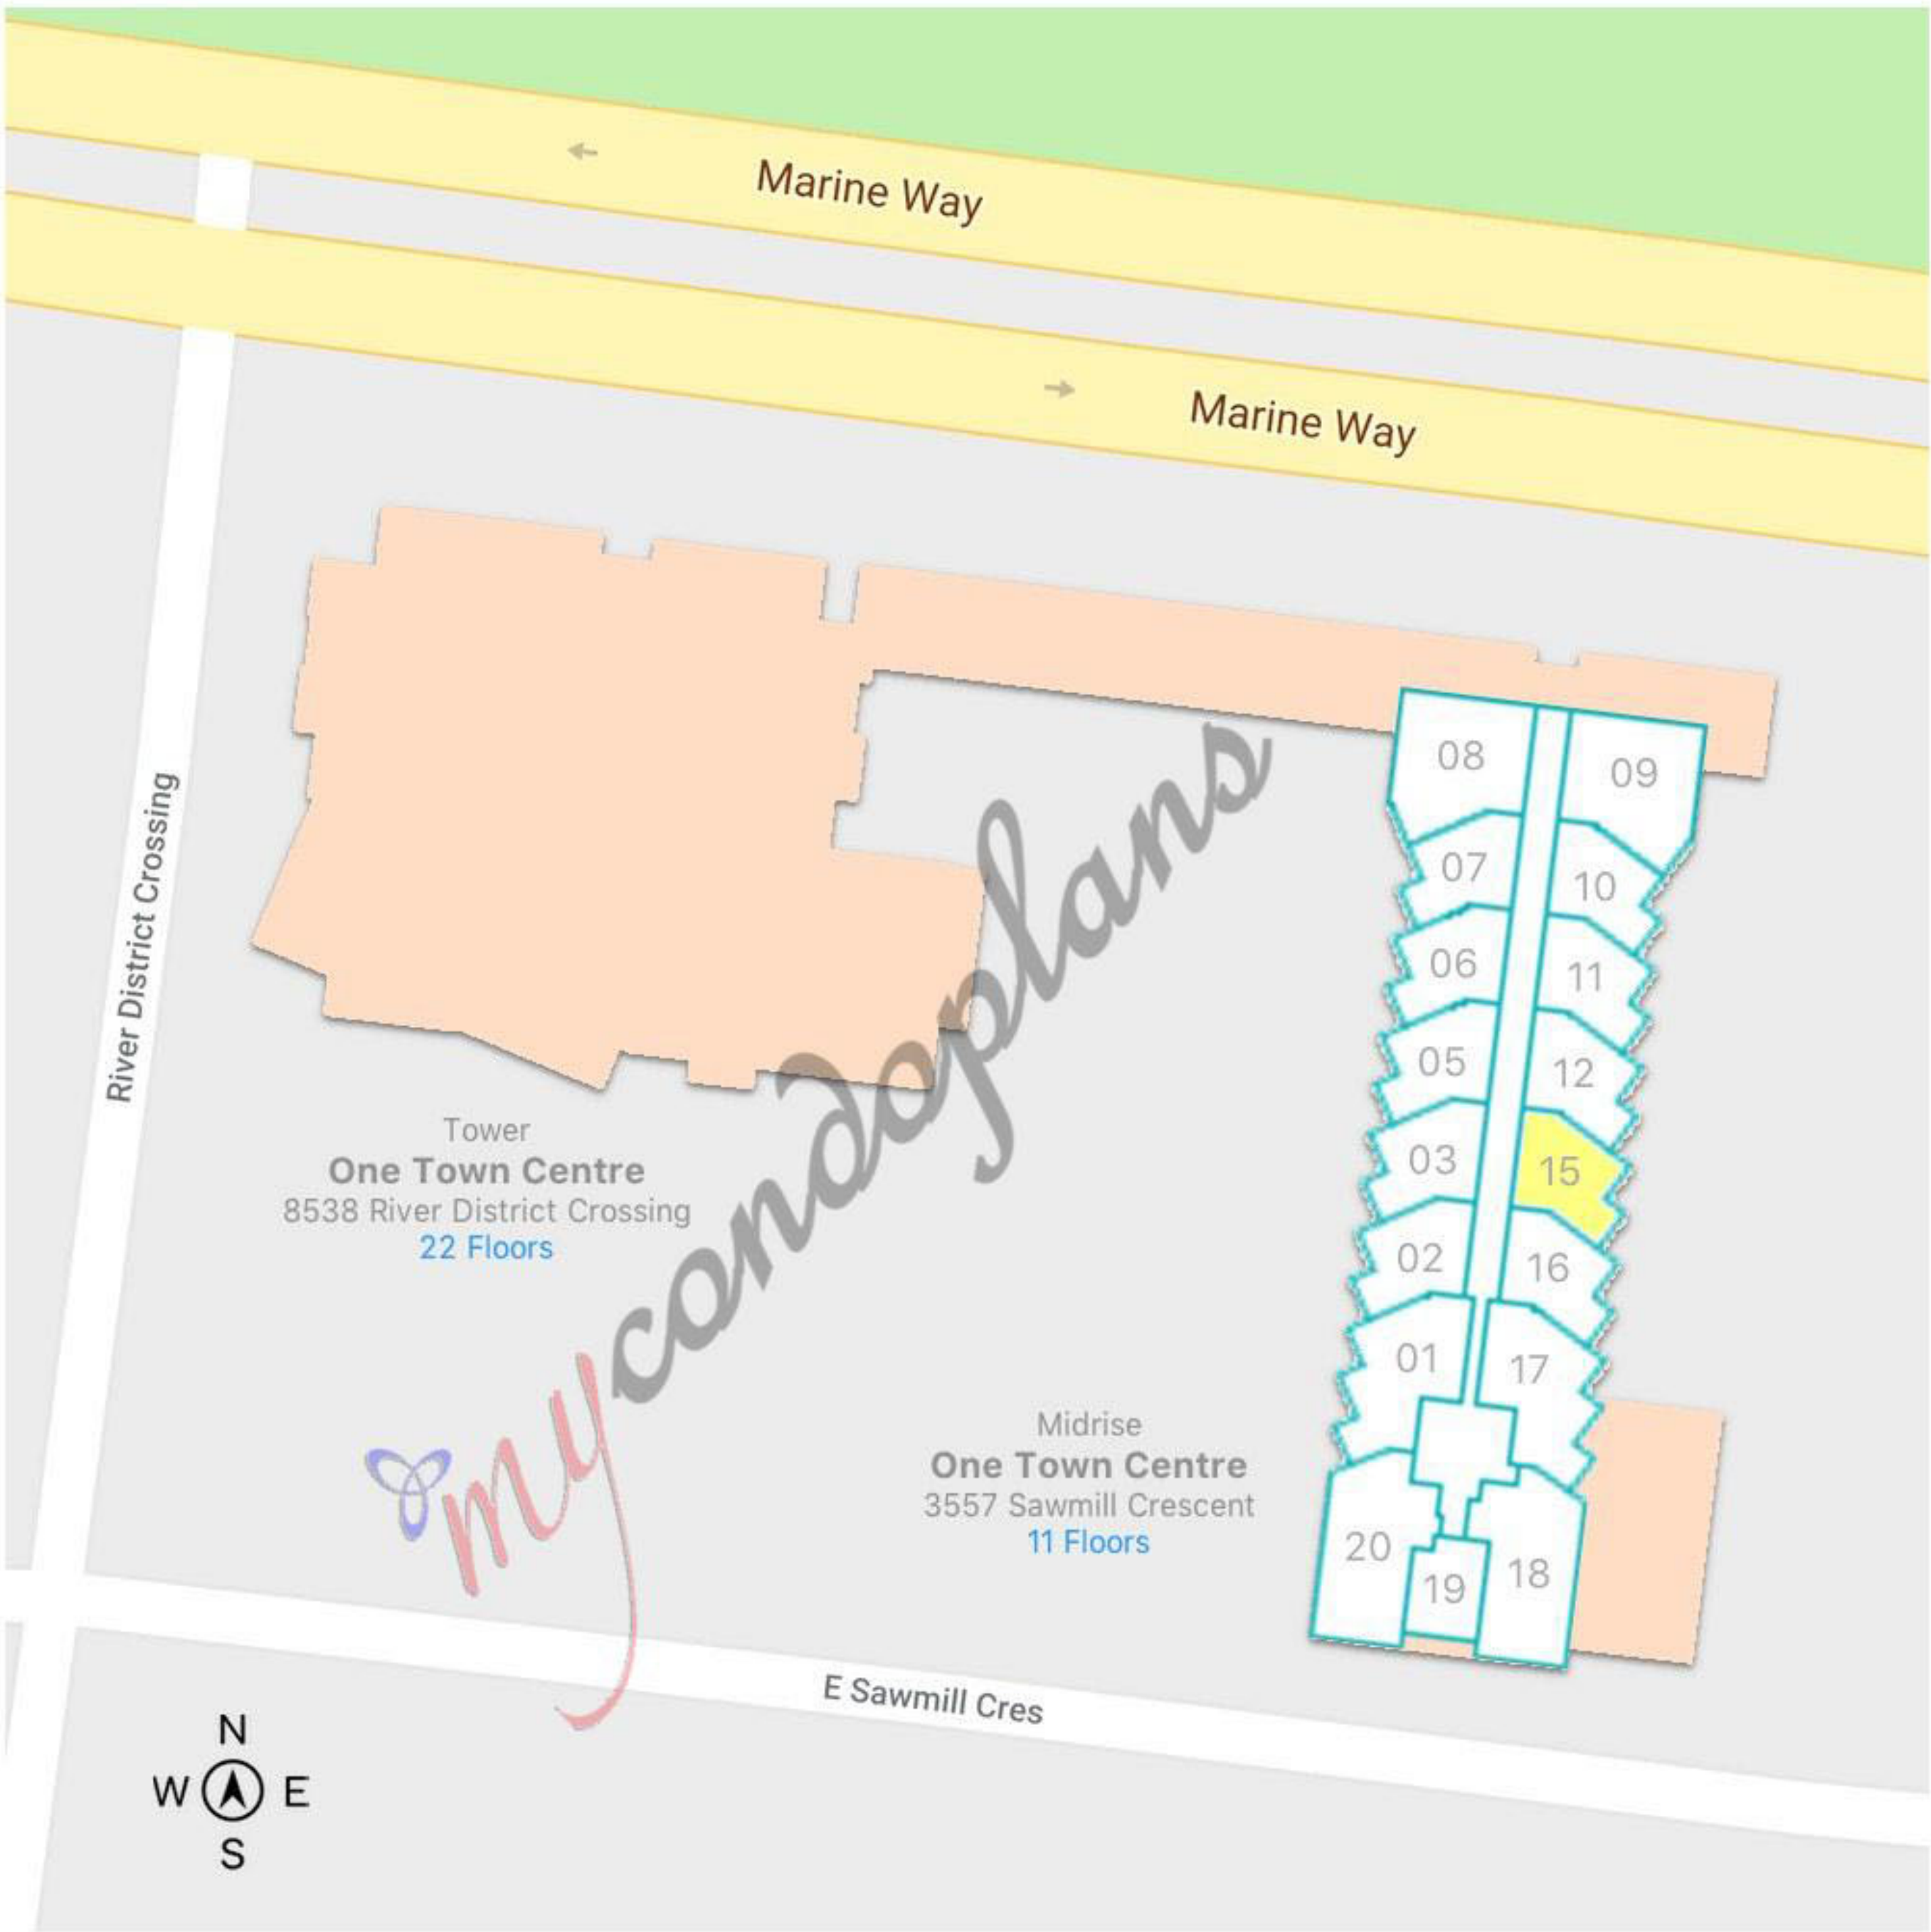 Marine Way
Marine Way
River District Crossing
08
09
07
10
06
11
05
12
03
15
02
16
01
17
20
19
18
Tower
One Town Centre
8538 River District Crossing
22 Floors
Midrise
One Town Centre
3557 Sawmill Crescent
11 Floors
mycondoplans
E Sawmill Cres
N
W E
S